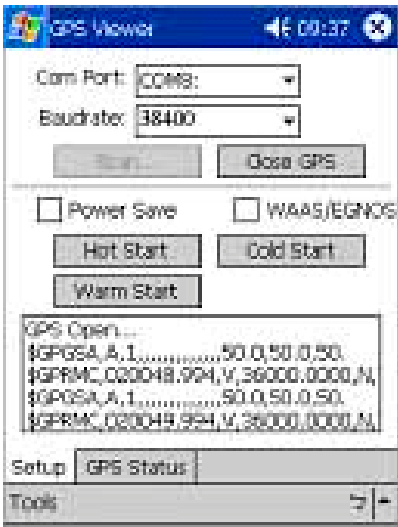 GPS Viewer 09:37
Com Port: COM8:
Baudrate: 38400
Scan... Close GPS
Power Save WAAS/EGNOS
Hot Start Cold Start
Warm Start
GPS Open...
$GPGSA,A,1,,,,,,,,,,,,,50.0,50.0,50.
$GPRMC,020048.994,V,36000.0000,N,
$GPGSA,A,1,,,,,,,,,,,,,50.0,50.0,50.
$GPRMC,020049.994,V,36000.0000,N,
Setup GPS Status
Tools